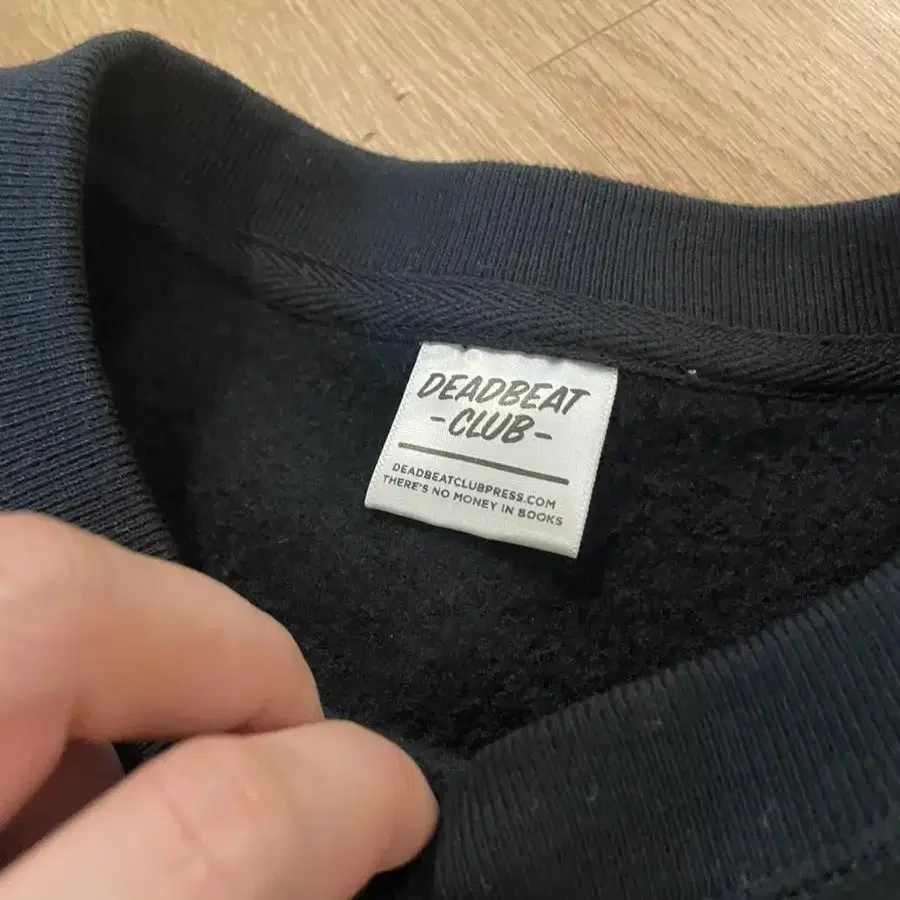 DEADBEAT
-CLUB-
DEADBEATCLUBPRESS.COM
THERE'S NO MONEY IN BOOKS